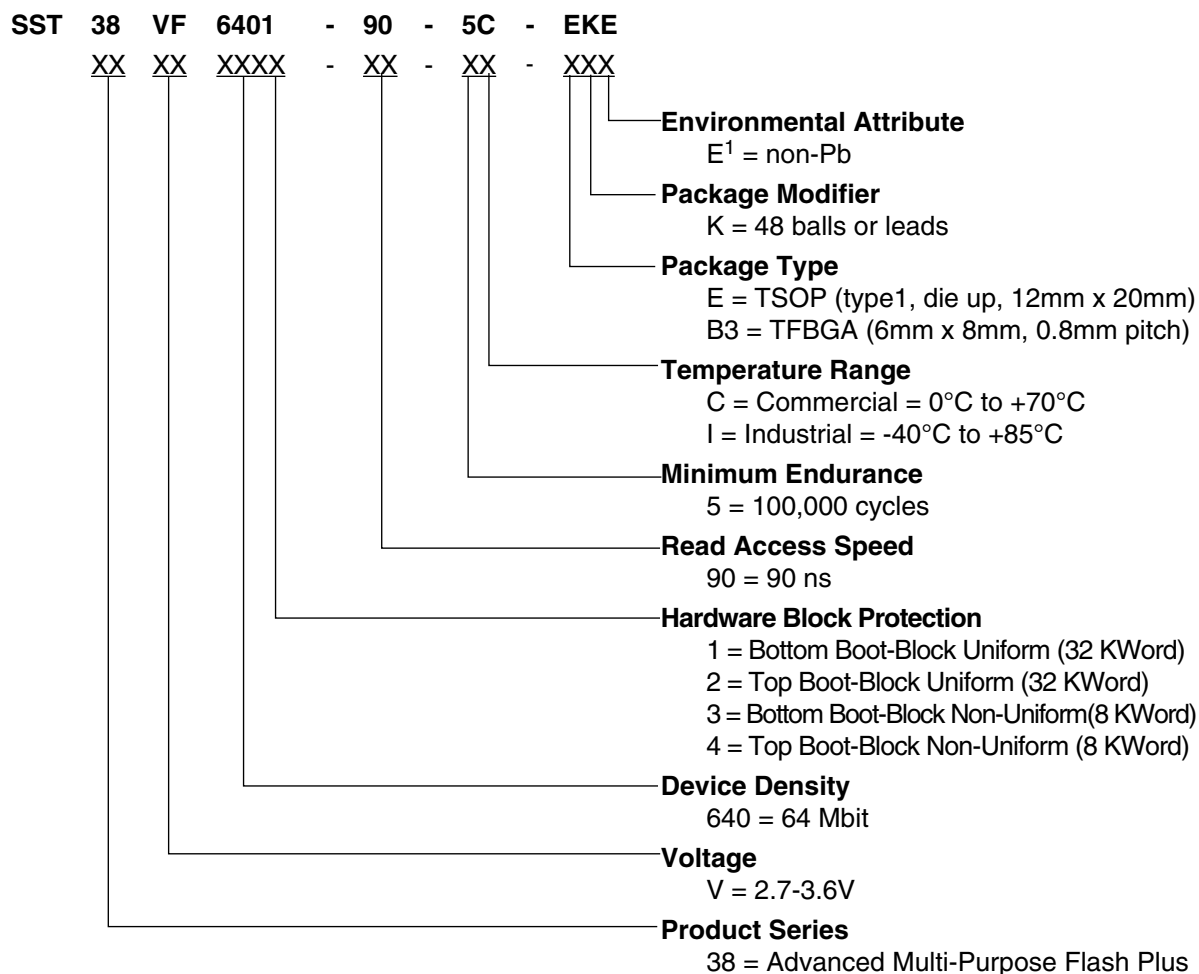 SST 38 VF 6401 - 90 - 5C - EKE
XX XX XXXX - XX - XX - XXX
Environmental Attribute
E1 = non-Pb
Package Modifier
K = 48 balls or leads
Package Type
E = TSOP (type1, die up, 12mm x 20mm)
B3 = TFBGA (6mm x 8mm, 0.8mm pitch)
Temperature Range
C = Commercial = 0°C to +70°C
I = Industrial = -40°C to +85°C
Minimum Endurance
5 = 100,000 cycles
Read Access Speed
90 = 90 ns
Hardware Block Protection
1 = Bottom Boot-Block Uniform (32 KWord)
2 = Top Boot-Block Uniform (32 KWord)
3 = Bottom Boot-Block Non-Uniform(8 KWord)
4 = Top Boot-Block Non-Uniform (8 KWord)
Device Density
640 = 64 Mbit
Voltage
V = 2.7-3.6V
Product Series
38 = Advanced Multi-Purpose Flash Plus